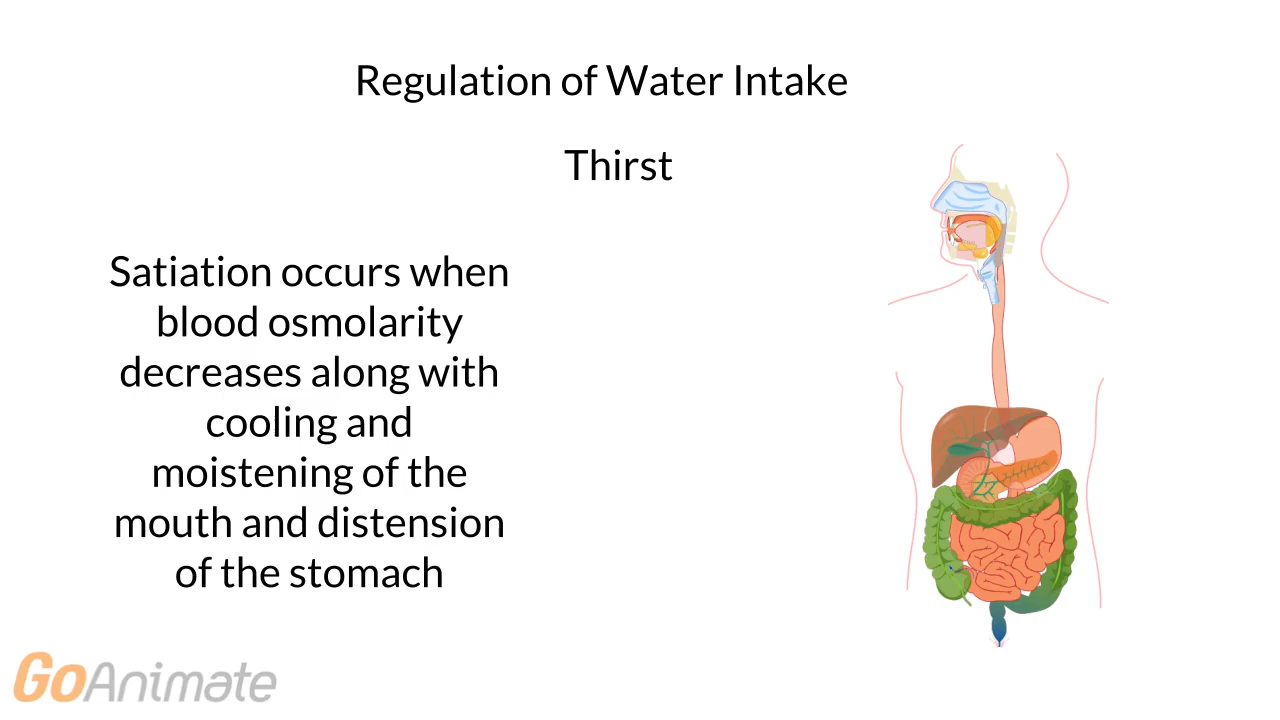 Regulation of Water Intake
Thirst
Satiation occurs when
blood osmolarity
decreases along with
cooling and
moistening of the
mouth and distension
of the stomach
GoAnimate